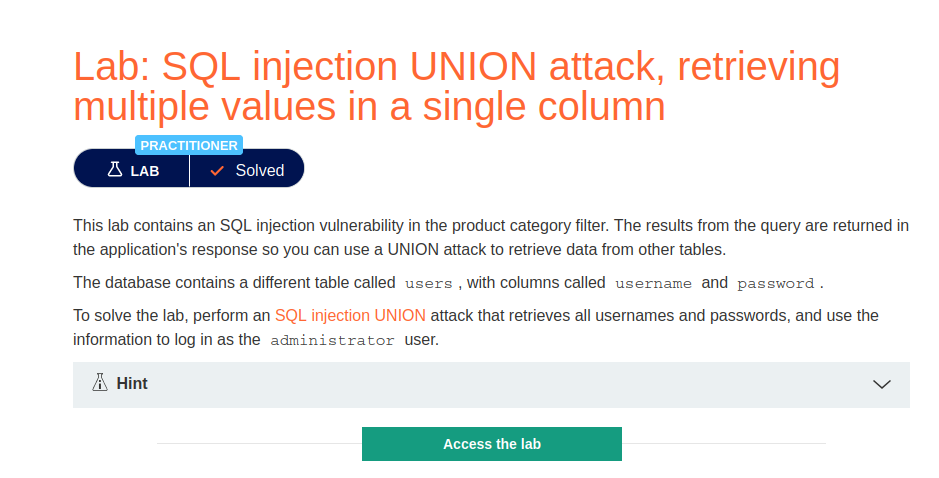 Lab: SQL injection UNION attack, retrieving
multiple values in a single column
PRACTITIONER
LAB Solved
This lab contains an SQL injection vulnerability in the product category filter. The results from the query are returned in
the application's response so you can use a UNION attack to retrieve data from other tables.
The database contains a different table called users, with columns called username and password.
To solve the lab, perform an SQL injection UNION attack that retrieves all usernames and passwords, and use the
information to log in as the administrator user.
Hint
Access the lab